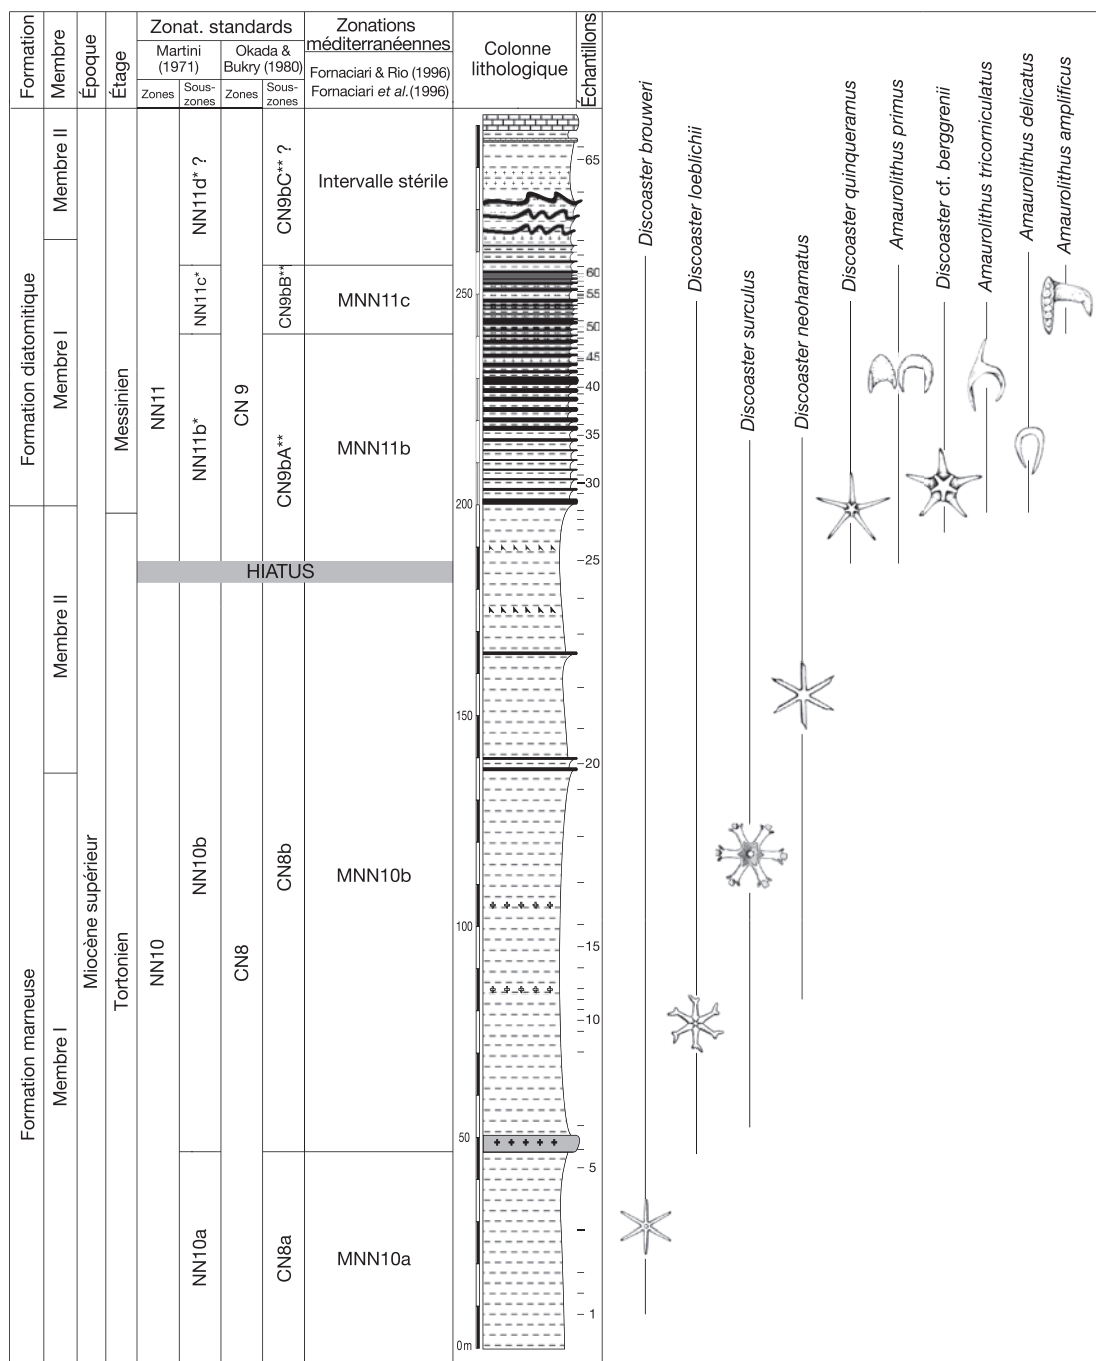 Formation
Membre
Époque
Étage
Zonat. standards
Martini
(1971)
Okada &
Bukry (1980)
Zones
Sous-
zones
Zones
Sous-
zones
Zonations
méditerranéennes
Fornaciari & Rio (1996)
Fornaciari et al.(1996)
Colonne
lithologique
Échantillons
Discoaster brouweri
Discoaster loeblichii
Discoaster surculus
Discoaster neohamatus
Discoaster quinqueramus
Amaurolithus primus
Discoaster cf. berggrenii
Amaurolithus tricorniculatus
Amaurolithus delicatus
Amaurolithus amplificus
Formation diatomitique
Formation marneuse
Membre II
Membre I
Membre II
Membre I
Miocène supérieur
Messinien
Tortonien
NN11
NN10
NN11d* ?
NN11c*
NN11b*
NN10b
NN10a
CN 9
CN8
CN9bC** ?
CN9bB**
CN9bA**
CN8b
CN8a
Intervalle stérile
MNN11c
MNN11b
HIATUS
MNN10b
MNN10a
250
200
150
100
50
0m
65
60
55
50
45
40
35
30
25
20
15
10
5
1